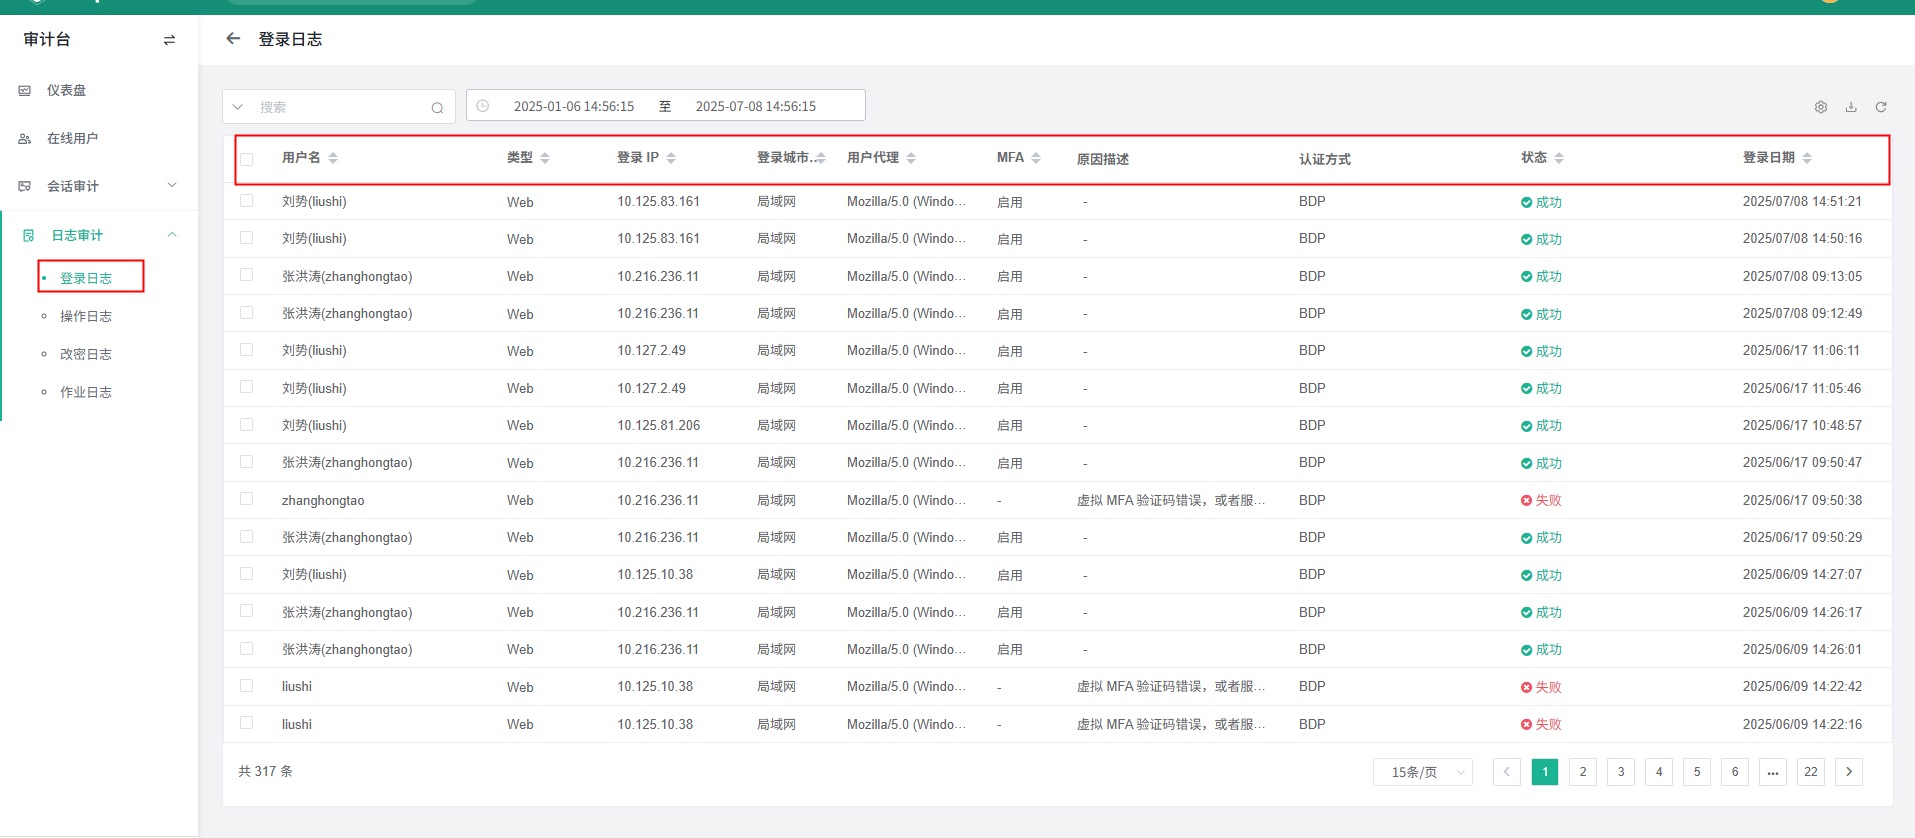 审计台
登录日志
仪表盘
在线用户
会话审计
日志审计
登录日志
操作日志
改密日志
作业日志
搜索
2025-01-06 14:56:15 至 2025-07-08 14:56:15
用户名 类型 登录 IP 登录城市... 用户代理 MFA 原因描述 认证方式 状态 登录日期
刘势(liushi) Web 10.125.83.161 局域网 Mozilla/5.0 (Windo... 启用 - BDP 成功 2025/07/08 14:51:21
刘势(liushi) Web 10.125.83.161 局域网 Mozilla/5.0 (Windo... 启用 - BDP 成功 2025/07/08 14:50:16
张洪涛(zhanghongtao) Web 10.216.236.11 局域网 Mozilla/5.0 (Windo... 启用 - BDP 成功 2025/07/08 09:13:05
张洪涛(zhanghongtao) Web 10.216.236.11 局域网 Mozilla/5.0 (Windo... 启用 - BDP 成功 2025/07/08 09:12:49
刘势(liushi) Web 10.127.2.49 局域网 Mozilla/5.0 (Windo... 启用 - BDP 成功 2025/06/17 11:06:11
刘势(liushi) Web 10.127.2.49 局域网 Mozilla/5.0 (Windo... 启用 - BDP 成功 2025/06/17 11:05:46
刘势(liushi) Web 10.125.81.206 局域网 Mozilla/5.0 (Windo... 启用 - BDP 成功 2025/06/17 10:48:57
张洪涛(zhanghongtao) Web 10.216.236.11 局域网 Mozilla/5.0 (Windo... 启用 - BDP 成功 2025/06/17 09:50:47
zhanghongtao Web 10.216.236.11 局域网 Mozilla/5.0 (Windo... - 虚拟 MFA 验证码错误，或者服... BDP 失败 2025/06/17 09:50:38
张洪涛(zhanghongtao) Web 10.216.236.11 局域网 Mozilla/5.0 (Windo... 启用 - BDP 成功 2025/06/17 09:50:29
刘势(liushi) Web 10.125.10.38 局域网 Mozilla/5.0 (Windo... 启用 - BDP 成功 2025/06/09 14:27:07
张洪涛(zhanghongtao) Web 10.216.236.11 局域网 Mozilla/5.0 (Windo... 启用 - BDP 成功 2025/06/09 14:26:17
张洪涛(zhanghongtao) Web 10.216.236.11 局域网 Mozilla/5.0 (Windo... 启用 - BDP 成功 2025/06/09 14:26:01
liushi Web 10.125.10.38 局域网 Mozilla/5.0 (Windo... - 虚拟 MFA 验证码错误，或者服... BDP 失败 2025/06/09 14:22:42
liushi Web 10.125.10.38 局域网 Mozilla/5.0 (Windo... - 虚拟 MFA 验证码错误，或者服... BDP 失败 2025/06/09 14:22:16
共 317 条 15条/页 1 2 3 4 5 6 ... 22